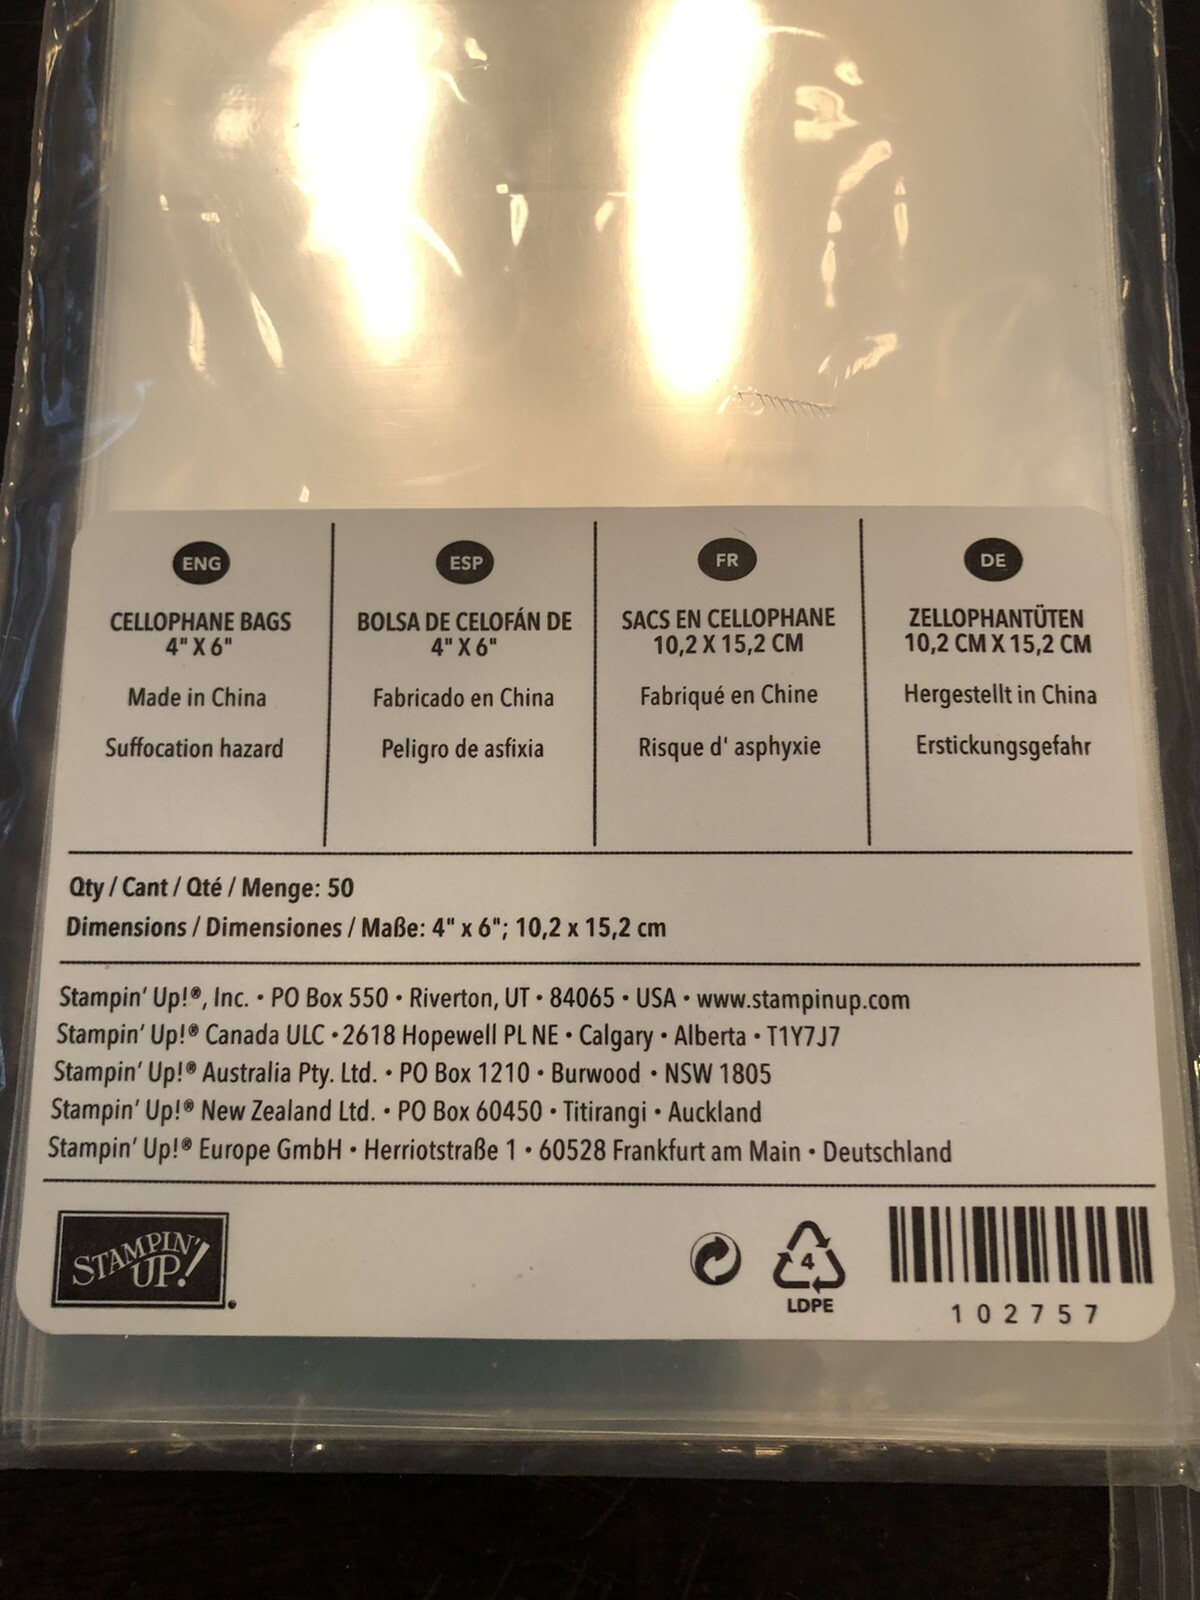 ENG
CELLOPHANE BAGS
4" X 6"
Made in China
Suffocation hazard
ESP
BOLSA DE CELOFÁN DE
4" X 6"
Fabricado en China
Peligro de asfixia
FR
SACS EN CELLOPHANE
10,2 X 15,2 CM
Fabriqué en Chine
Risque d' asphyxie
DE
ZELLOPHANTÜTEN
10,2 CM X 15,2 CM
Hergestellt in China
Erstickungsgefahr
Qty / Cant / Qté / Menge: 50
Dimensions / Dimensiones / Maße: 4" x 6"; 10,2 x 15,2 cm
Stampin' Up!®, Inc. • PO Box 550 • Riverton, UT • 84065 • USA • www.stampinup.com
Stampin' Up!® Canada ULC • 2618 Hopewell PL NE • Calgary • Alberta • T1Y7J7
Stampin' Up!® Australia Pty. Ltd. • PO Box 1210 • Burwood • NSW 1805
Stampin' Up!® New Zealand Ltd. • PO Box 60450 • Titirangi • Auckland
Stampin' Up!® Europe GmbH • Herriotstraße 1 • 60528 Frankfurt am Main • Deutschland
STAMPIN'
UP!
4
LDPE
102757